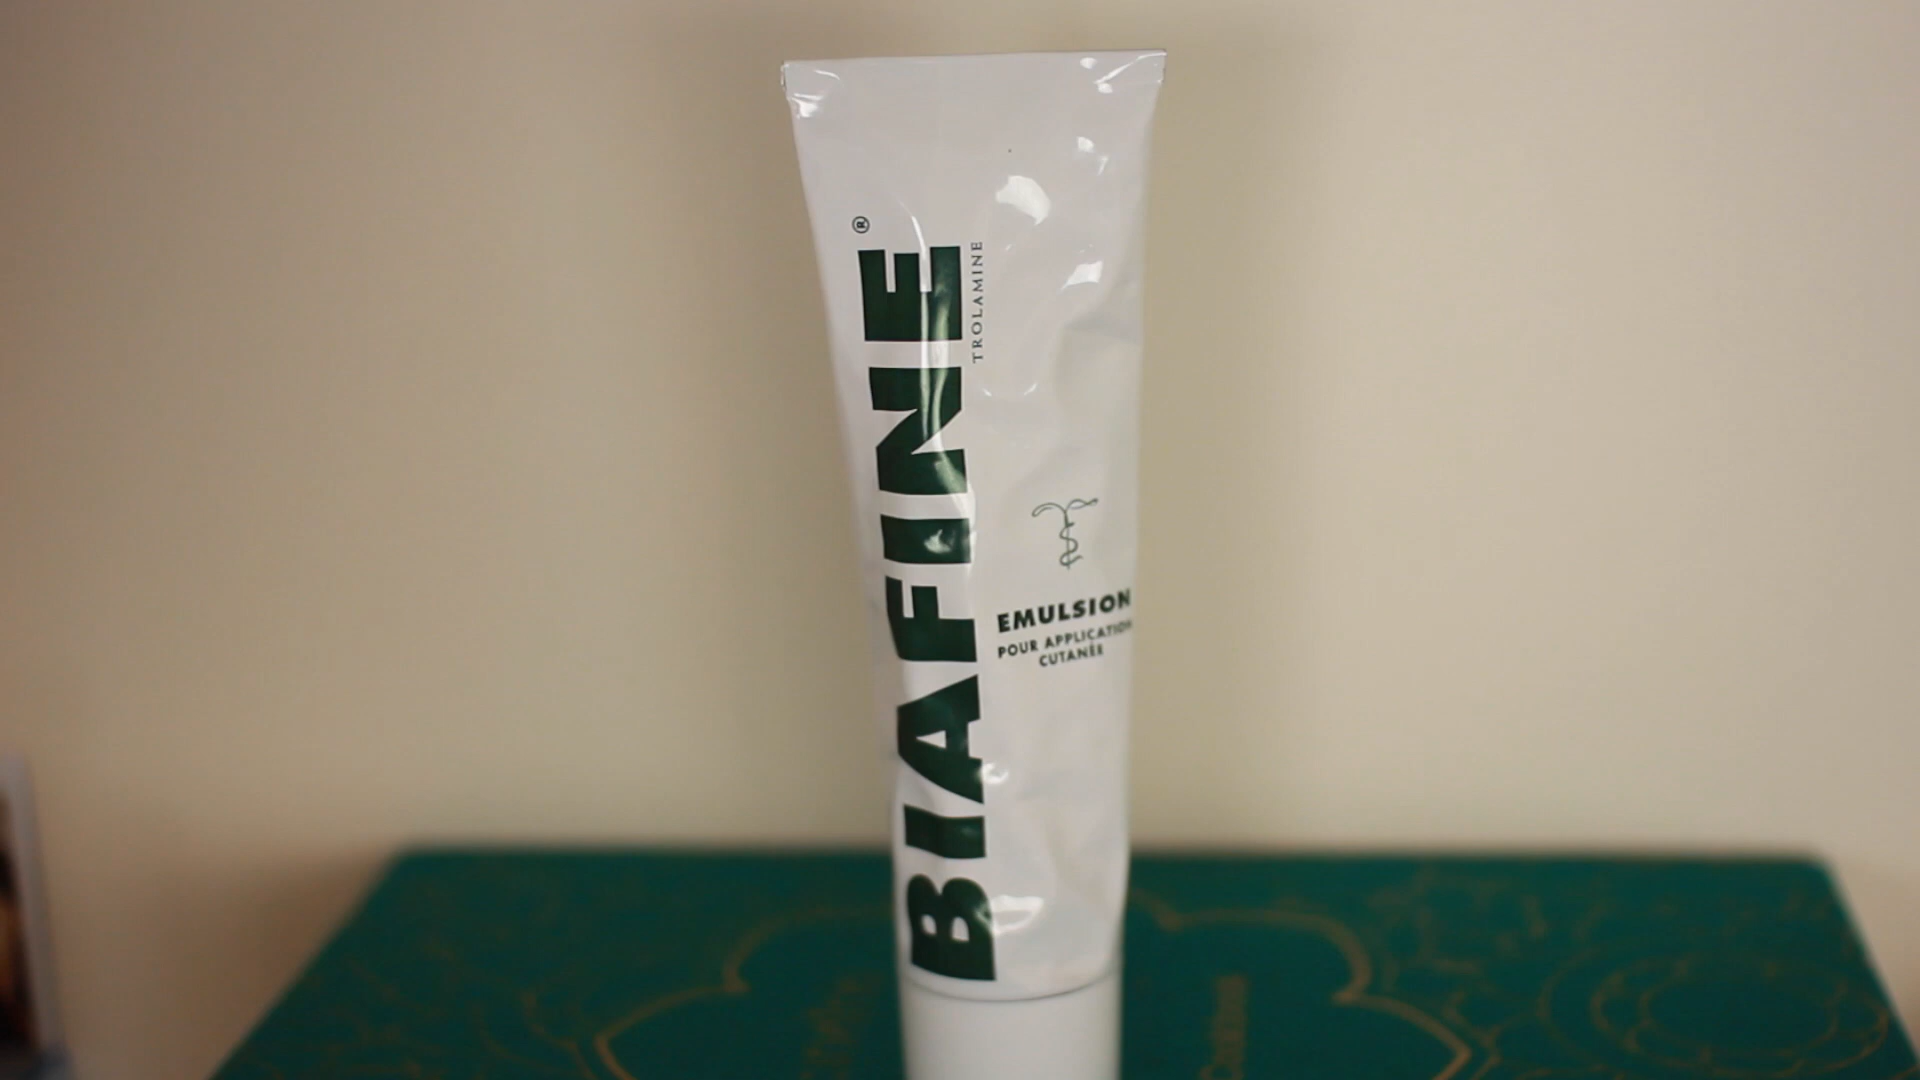 BIAFINE®
TROLAMINE
EMULSION
POUR APPLICATION
CUTANÉE